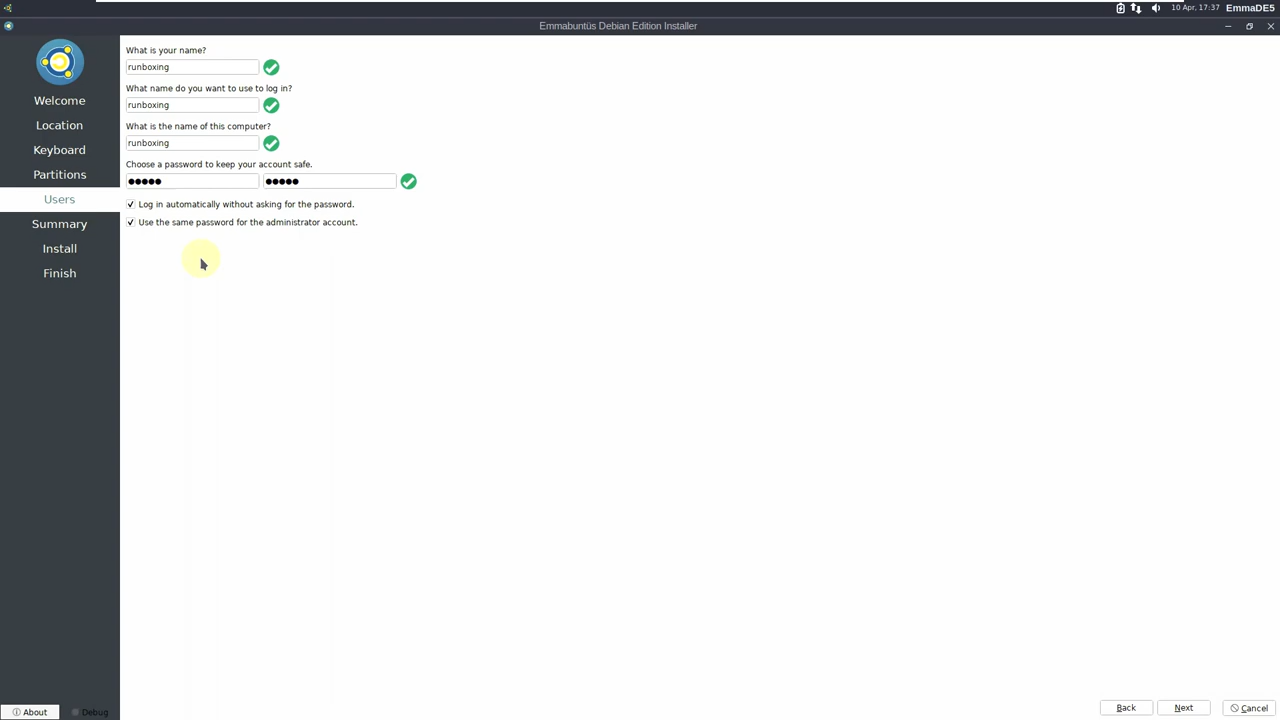 10 Apr, 17:37 EmmaDE5
Emmabuntüs Debian Edition Installer
Welcome
Location
Keyboard
Partitions
Users
Summary
Install
Finish
What is your name?
runboxing
What name do you want to use to log in?
runboxing
What is the name of this computer?
runboxing
Choose a password to keep your account safe.
●●●●● ●●●●●
Log in automatically without asking for the password.
Use the same password for the administrator account.
About Debug
Back Next Cancel